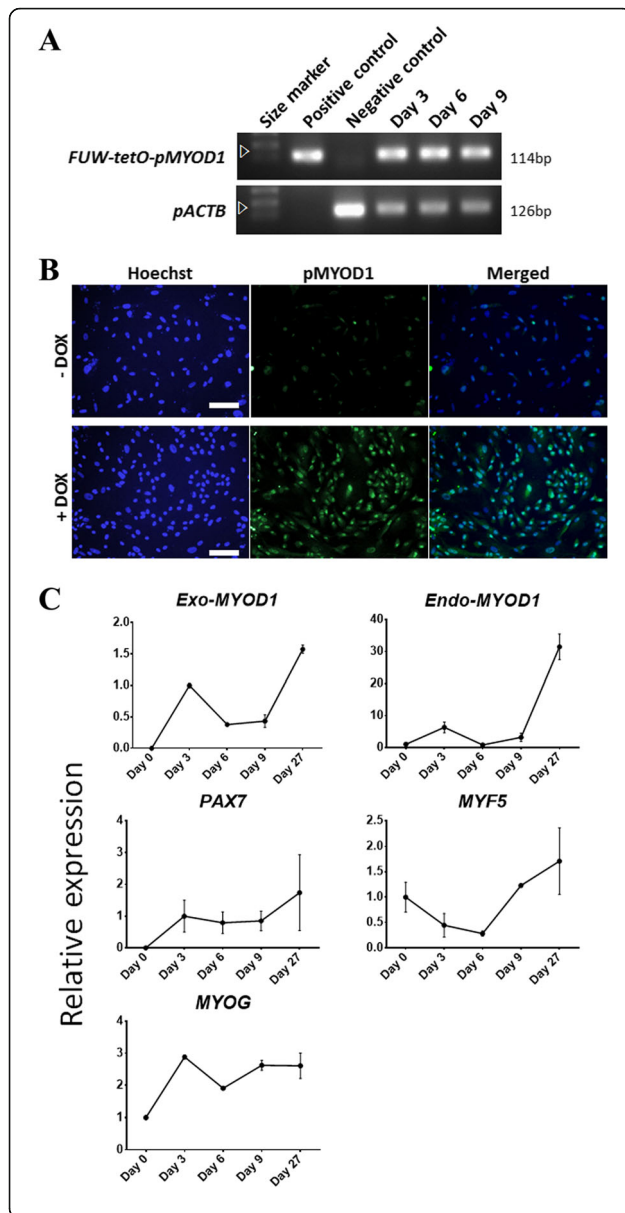 A
Size marker
Positive control
Negative control
Day 3
Day 6
Day 9
FUW-tetO-pMYOD1
114bp
pACTB
126bp
B
Hoechst pMYOD1 Merged
- DOX
+ DOX
C
Relative expression
Exo-MYOD1
2.0
1.5
1.0
0.5
0.0
Day 0 Day 3 Day 6 Day 9 Day 27
Endo-MYOD1
40
30
20
10
0
Day 0 Day 3 Day 6 Day 9 Day 27
PAX7
4
3
2
1
0
Day 0 Day 3 Day 6 Day 9 Day 27
MYF5
2.5
2.0
1.5
1.0
0.5
0.0
Day 0 Day 3 Day 6 Day 9 Day 27
MYOG
4
3
2
1
0
Day 0 Day 3 Day 6 Day 9 Day 27